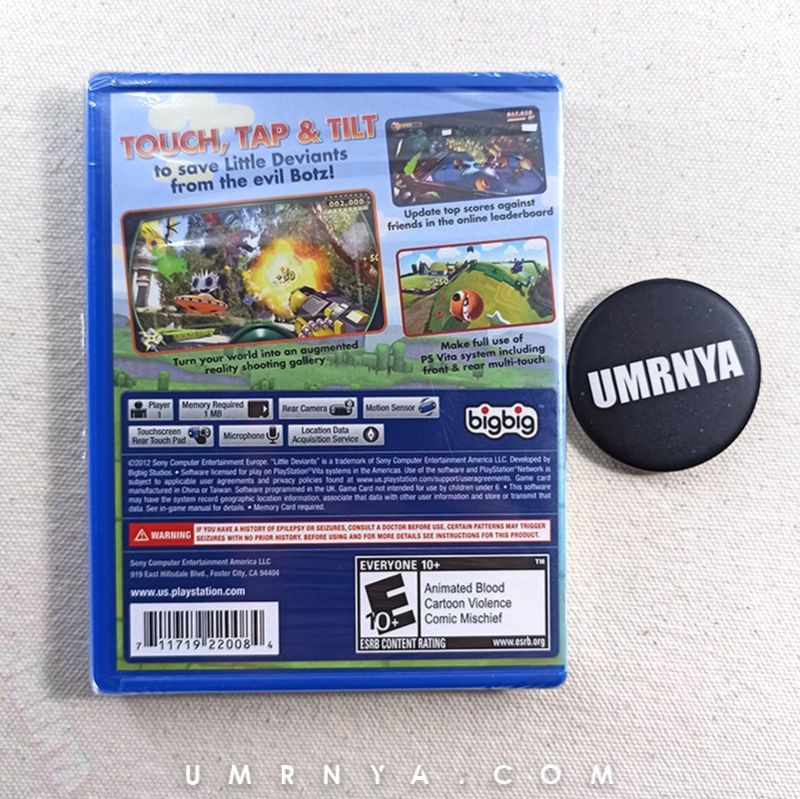 TOUCH, TAP & TILT
to save Little Deviants
from the evil Botz!
Update top scores against
friends in the online leaderboard
002,000
+50
+250
Turn your world into an augmented
reality shooting gallery
+250
Make full use of
PS Vita system including
front & rear multi-touch
Player
1
Memory Required
1 MB
Rear Camera
Motion Sensor
Touchscreen
Rear Touch Pad
Microphone
Location Data
Acquisition Service
bigbig
©2012 Sony Computer Entertainment Europe. "Little Deviants" is a trademark of Sony Computer Entertainment America LLC. Developed by
Bigbig Studios. • Software licensed for play on PlayStation®Vita systems in the Americas. Use of the software and PlayStation®Network is
subject to applicable user agreements and privacy policies found at www.us.playstation.com/support/useragreements. Game card
manufactured in China or Taiwan. Software programmed in the UK. Game Card not intended for use by children under 6. • This software
may have the system record geographic location information, associate that data with other user information and store or transmit that
data. See in-game manual for details. • Memory Card required.
WARNING
IF YOU HAVE A HISTORY OF EPILEPSY OR SEIZURES, CONSULT A DOCTOR BEFORE USE. CERTAIN PATTERNS MAY TRIGGER
SEIZURES WITH NO PRIOR HISTORY. BEFORE USING AND FOR MORE DETAILS SEE INSTRUCTIONS FOR THIS PRODUCT.
Sony Computer Entertainment America LLC
919 East Hillsdale Blvd., Foster City, CA 94404
www.us.playstation.com
7 11719 22008 4
EVERYONE 10+
TM
E
10+
Animated Blood
Cartoon Violence
Comic Mischief
ESRB CONTENT RATING
www.esrb.org
UMRNYA
UMRNYA.COM